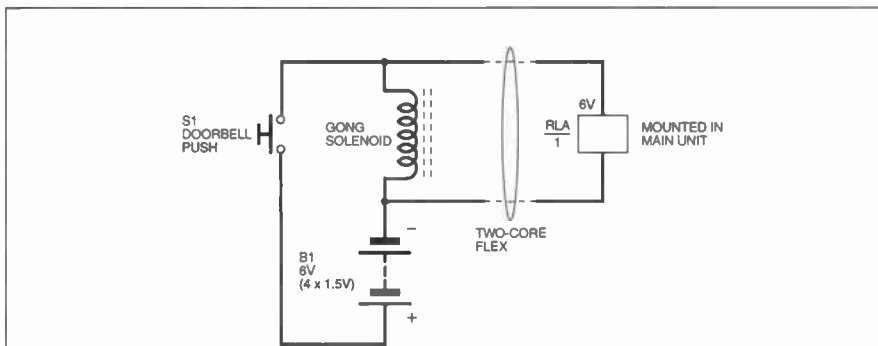 S1
DOORBELL
PUSH
GONG
SOLENOID
6V
RLA
1
MOUNTED IN
MAIN UNIT
TWO-CORE
FLEX
B1
6V
(4 x 1.5V)
−
+